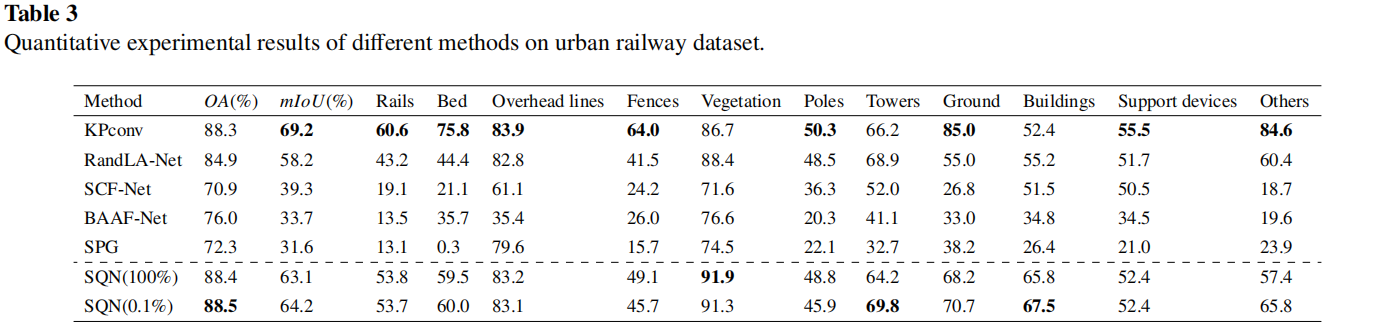 Table 3
Quantitative experimental results of different methods on urban railway dataset.
Method OA(%) mIoU(%) Rails Bed Overhead lines Fences Vegetation Poles Towers Ground Buildings Support devices Others
KPconv 88.3 69.2 60.6 75.8 83.9 64.0 86.7 50.3 66.2 85.0 52.4 55.5 84.6
RandLA-Net 84.9 58.2 43.2 44.4 82.8 41.5 88.4 48.5 68.9 55.0 55.2 51.7 60.4
SCF-Net 70.9 39.3 19.1 21.1 61.1 24.2 71.6 36.3 52.0 26.8 51.5 50.5 18.7
BAAF-Net 76.0 33.7 13.5 35.7 35.4 26.0 76.6 20.3 41.1 33.0 34.8 34.5 19.6
SPG 72.3 31.6 13.1 0.3 79.6 15.7 74.5 22.1 32.7 38.2 26.4 21.0 23.9
SQN(100%) 88.4 63.1 53.8 59.5 83.2 49.1 91.9 48.8 64.2 68.2 65.8 52.4 57.4
SQN(0.1%) 88.5 64.2 53.7 60.0 83.1 45.7 91.3 45.9 69.8 70.7 67.5 52.4 65.8